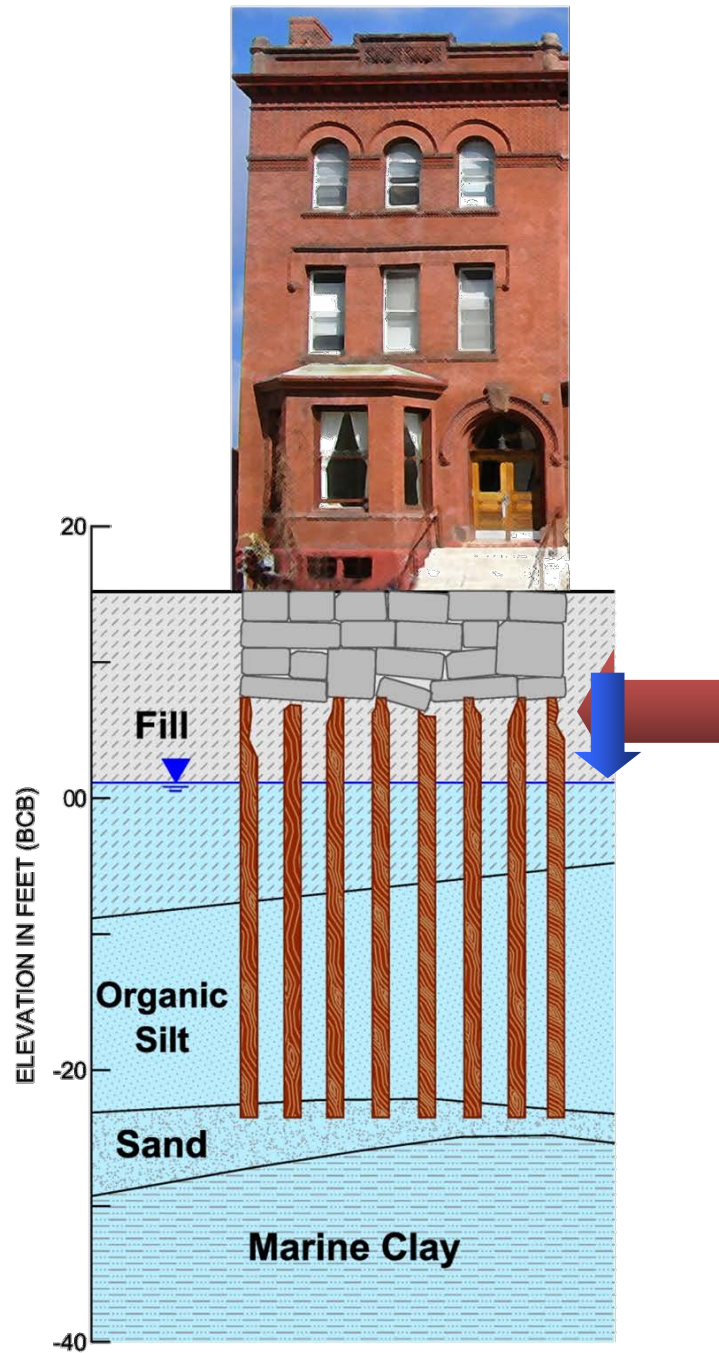 20
Fill
00
ELEVATION IN FEET (BCB)
Organic
Silt
-20
Sand
Marine Clay
-40